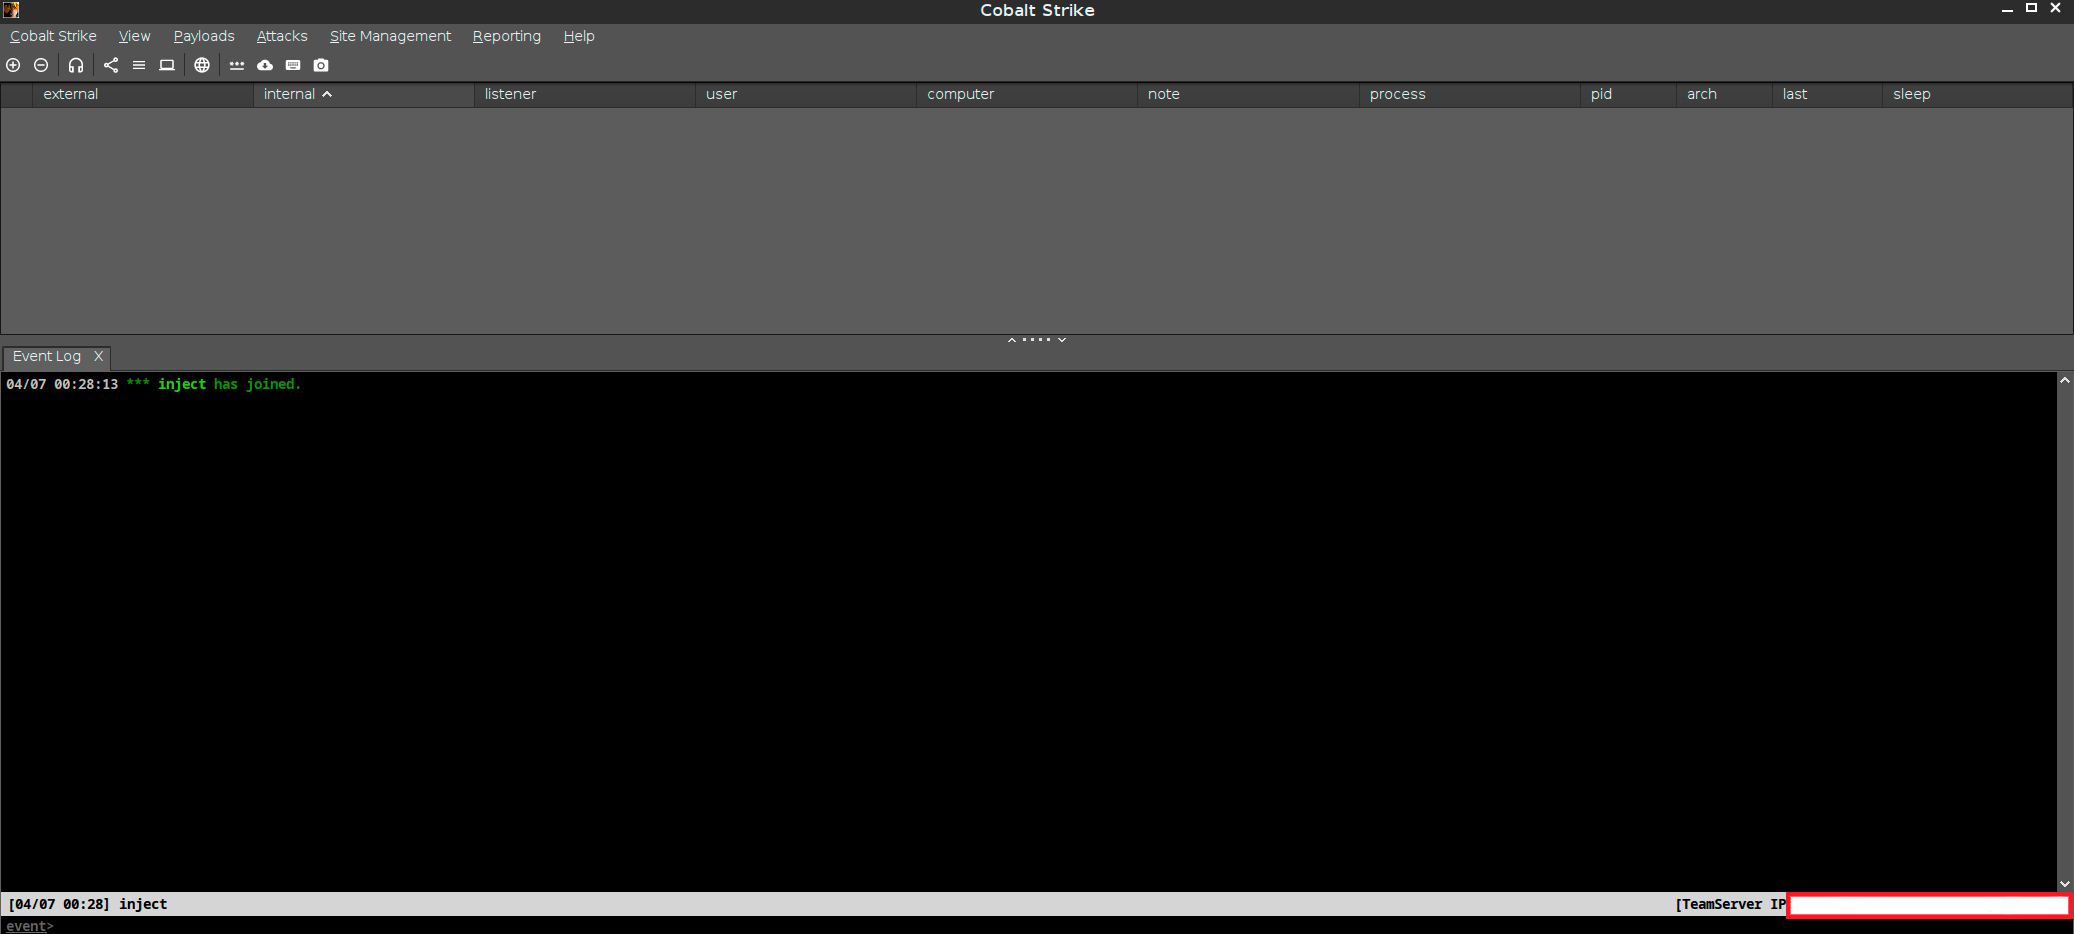 Cobalt Strike
Cobalt Strike View Payloads Attacks Site Management Reporting Help
external internal listener user computer note process pid arch last sleep
Event Log X
04/07 00:28:13 *** inject has joined.
[04/07 00:28] inject [TeamServer IP
event>